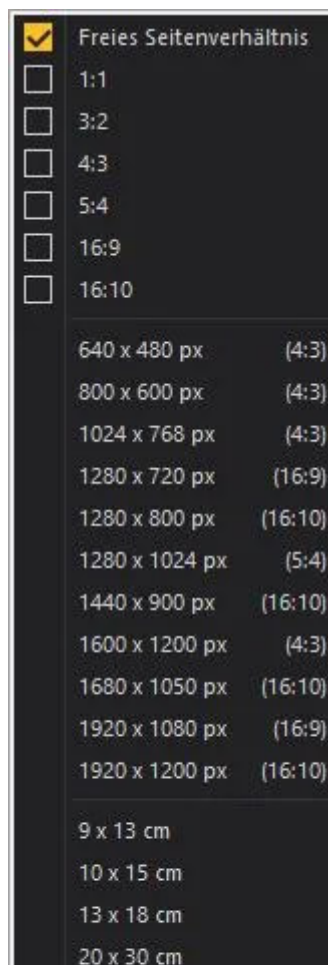 Freies Seitenverhältnis
1:1
3:2
4:3
5:4
16:9
16:10
640 x 480 px (4:3)
800 x 600 px (4:3)
1024 x 768 px (4:3)
1280 x 720 px (16:9)
1280 x 800 px (16:10)
1280 x 1024 px (5:4)
1440 x 900 px (16:10)
1600 x 1200 px (4:3)
1680 x 1050 px (16:10)
1920 x 1080 px (16:9)
1920 x 1200 px (16:10)
9 x 13 cm
10 x 15 cm
13 x 18 cm
20 x 30 cm